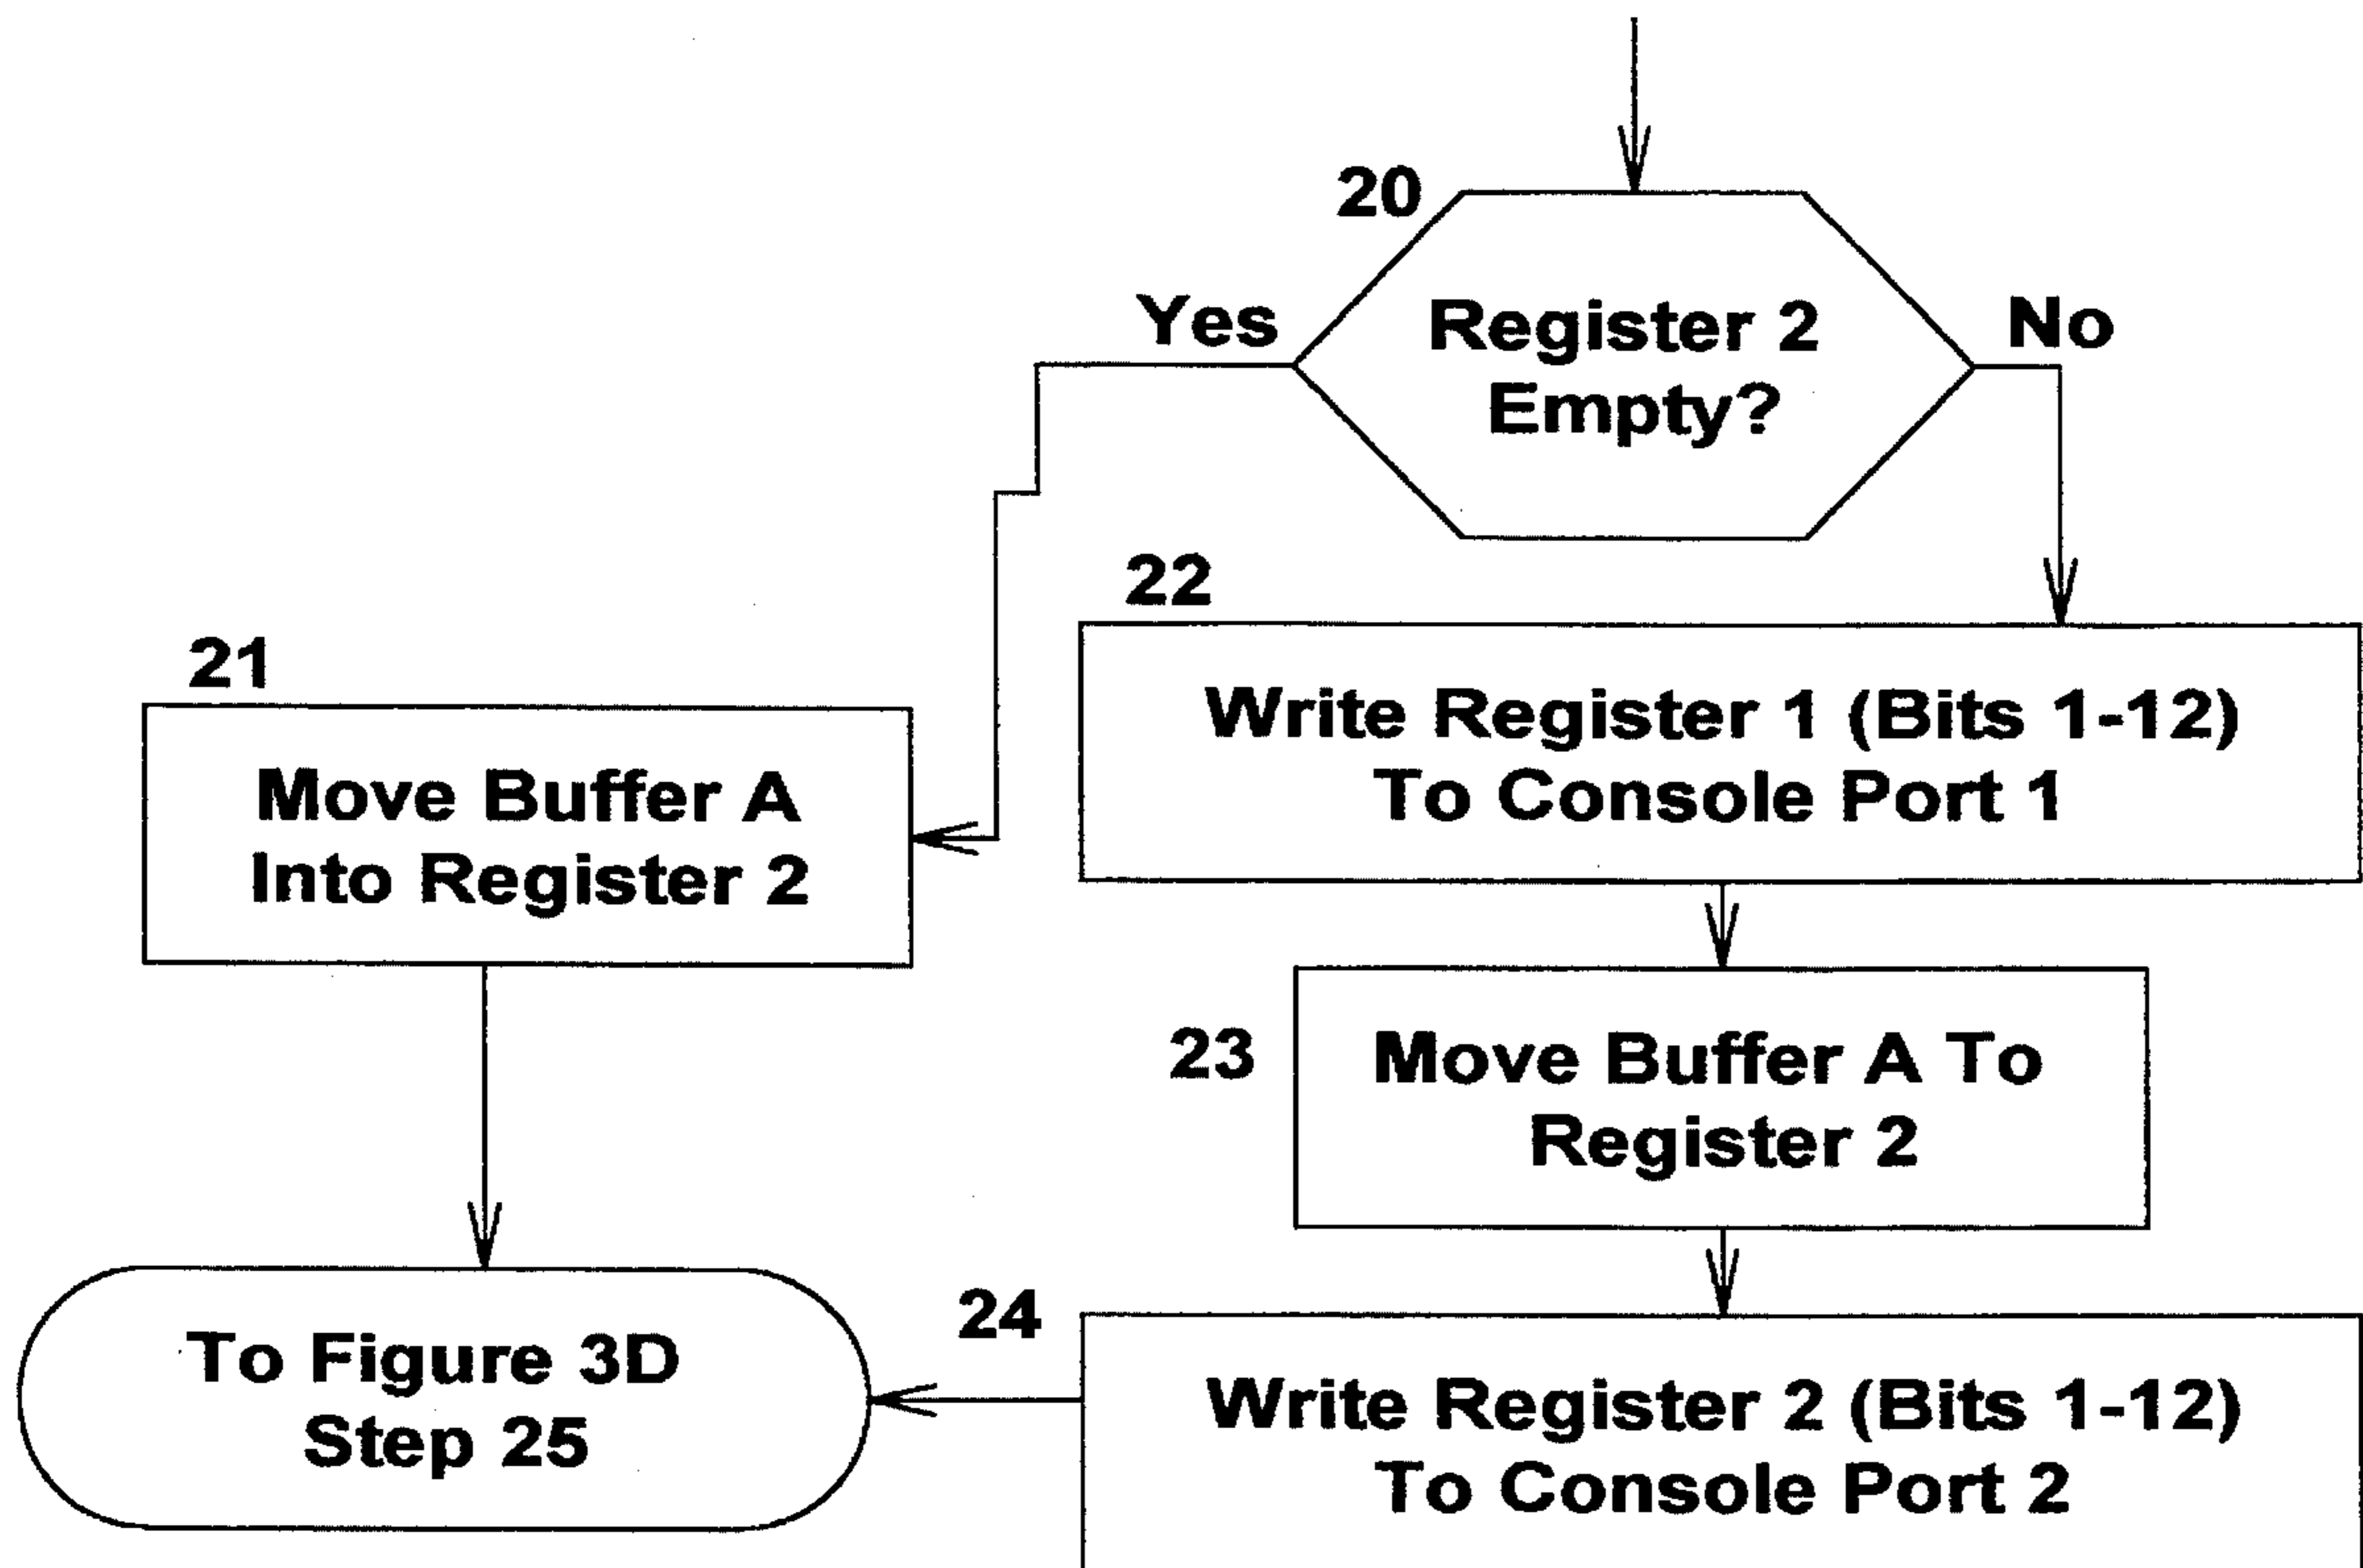 20
Yes
Register 2
Empty?
No
22
Write Register 1 (Bits 1-12)
To Console Port 1
21
Move Buffer A
Into Register 2
23
Move Buffer A To
Register 2
24
Write Register 2 (Bits 1-12)
To Console Port 2
To Figure 3D
Step 25